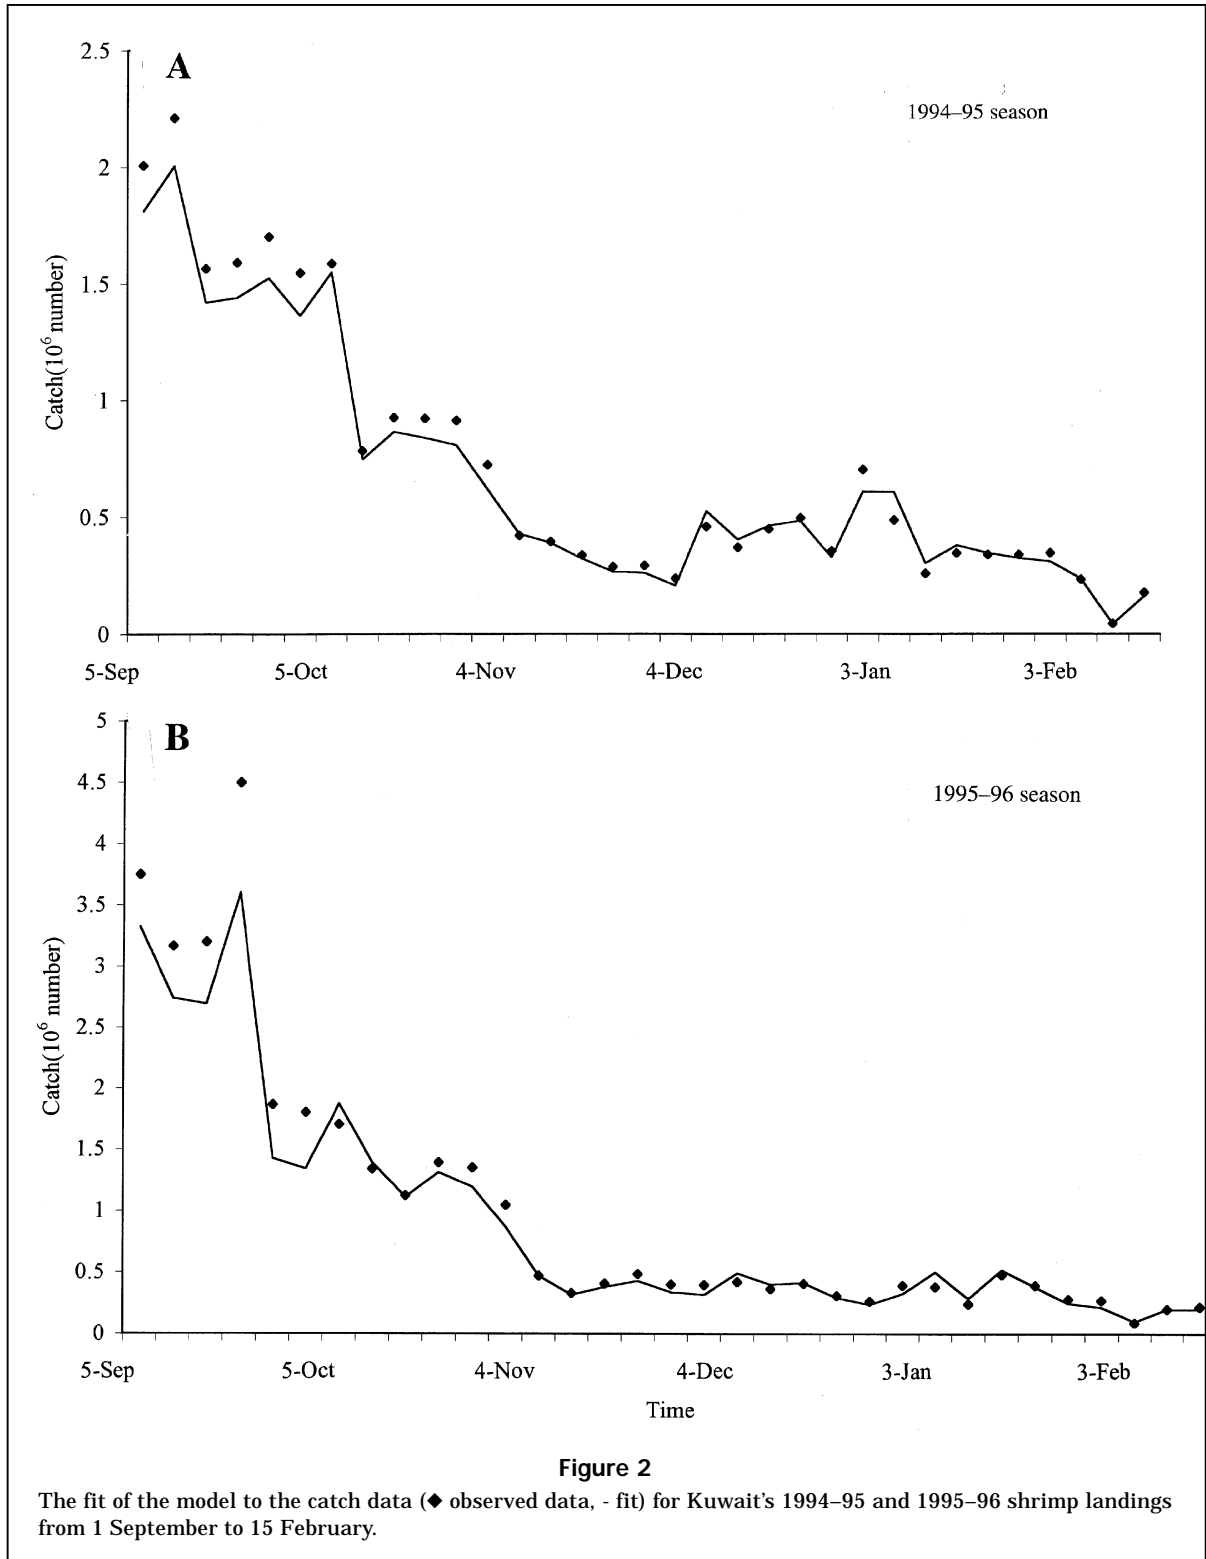 A
1994–95 season
2.5
2
1.5
1
0.5
0
Catch(10⁶ number)
5-Sep 5-Oct 4-Nov 4-Dec 3-Jan 3-Feb
B
1995–96 season
5
4.5
4
3.5
3
2.5
2
1.5
1
0.5
0
Catch(10⁶ number)
5-Sep 5-Oct 4-Nov 4-Dec 3-Jan 3-Feb
Time
Figure 2
The fit of the model to the catch data (◆ observed data, - fit) for Kuwait's 1994–95 and 1995–96 shrimp landings
from 1 September to 15 February.